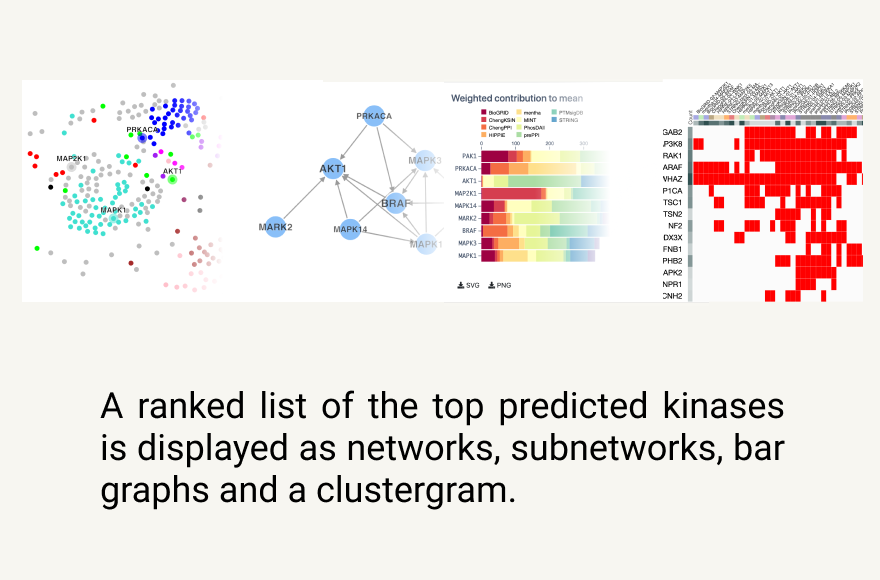 PRKACA
MAP2K1
AKT1
MAPK1
PRKACA
MAPK3
AKT1
BRAF
MARK2
MAPK14
MAPK1
Weighted contribution to mean
BioGRID mentha PTMsigDB
ChengKSIN MINT STRING
ChengPPI PhosDAll
HIPPIE prePPI
0 100 200 300
PAK1
PRKACA
AKT1
MAP2K1
MAPK14
MARK2
BRAF
MAPK3
MAPK1
SVG PNG
GAB2
UP3K8
RAK1
ARAF
WHAZ
P1CA
TSC1
TSN2
NF2
DX3X
FNB1
PHB2
APK2
NPR1
CNH2
A ranked list of the top predicted kinases
is displayed as networks, subnetworks, bar
graphs and a clustergram.